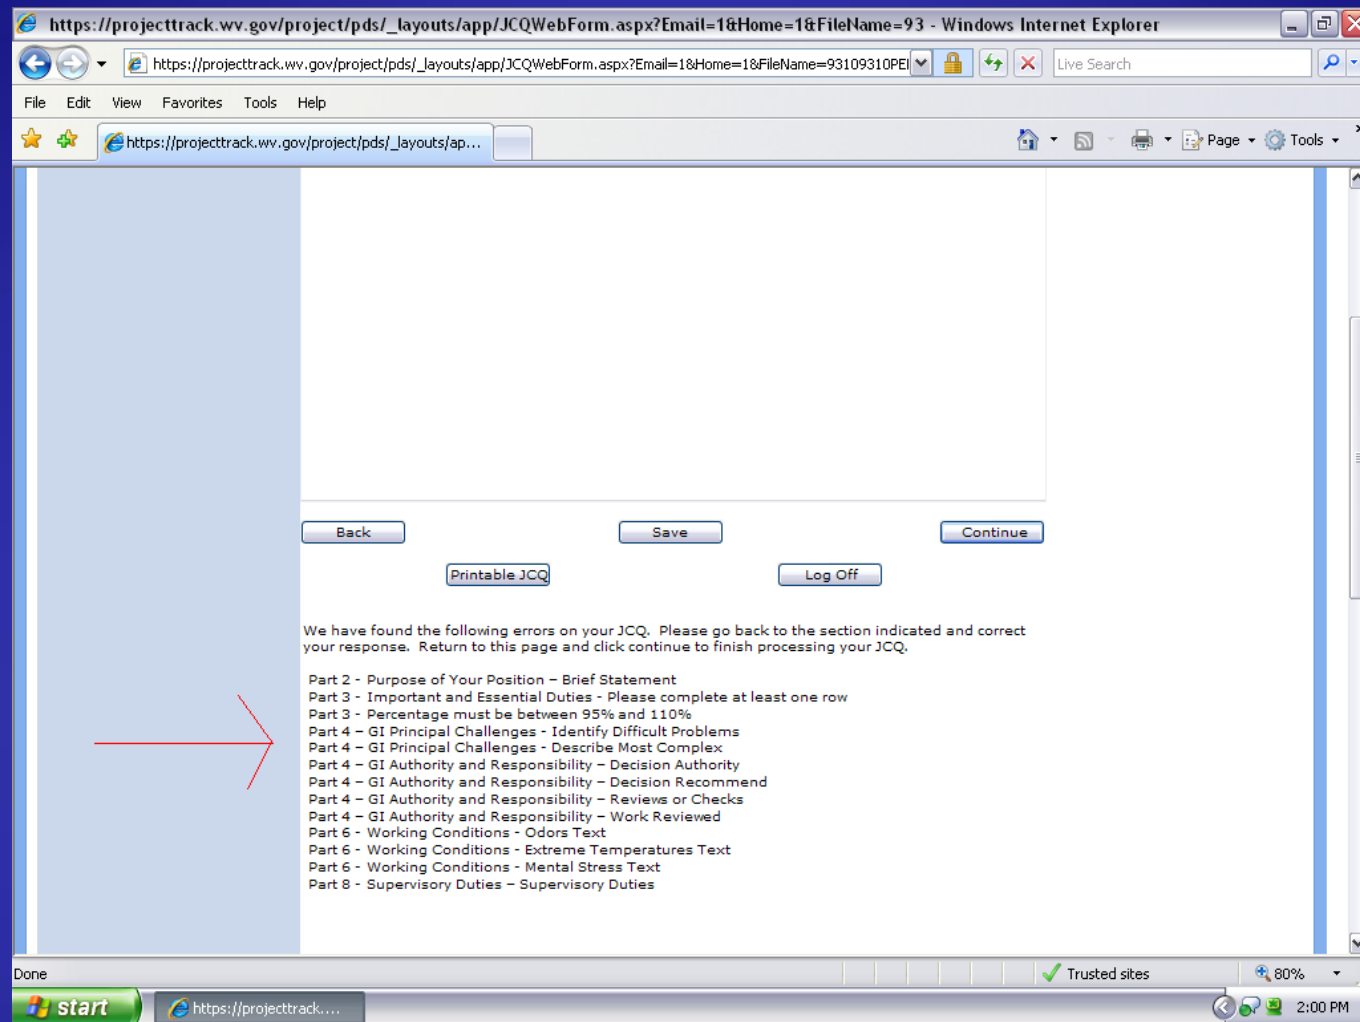 https://projecttrack.wv.gov/project/pds/_layouts/app/JCQWebForm.aspx?Email=1&Home=1&FileName=93 - Windows Internet Explorer
https://projecttrack.wv.gov/project/pds/_layouts/app/JCQWebForm.aspx?Email=1&Home=1&FileName=93109310PEI
Live Search
File Edit View Favorites Tools Help
https://projecttrack.wv.gov/project/pds/_layouts/ap...
Page Tools
Back Save Continue
Printable JCQ Log Off
We have found the following errors on your JCQ. Please go back to the section indicated and correct
your response. Return to this page and click continue to finish processing your JCQ.
Part 2 - Purpose of Your Position – Brief Statement
Part 3 - Important and Essential Duties - Please complete at least one row
Part 3 - Percentage must be between 95% and 110%
Part 4 – GI Principal Challenges - Identify Difficult Problems
Part 4 – GI Principal Challenges - Describe Most Complex
Part 4 – GI Authority and Responsibility – Decision Authority
Part 4 – GI Authority and Responsibility – Decision Recommend
Part 4 – GI Authority and Responsibility – Reviews or Checks
Part 4 – GI Authority and Responsibility – Work Reviewed
Part 6 - Working Conditions - Odors Text
Part 6 - Working Conditions - Extreme Temperatures Text
Part 6 - Working Conditions - Mental Stress Text
Part 8 - Supervisory Duties – Supervisory Duties
Done Trusted sites 80%
start https://projecttrack.... 2:00 PM